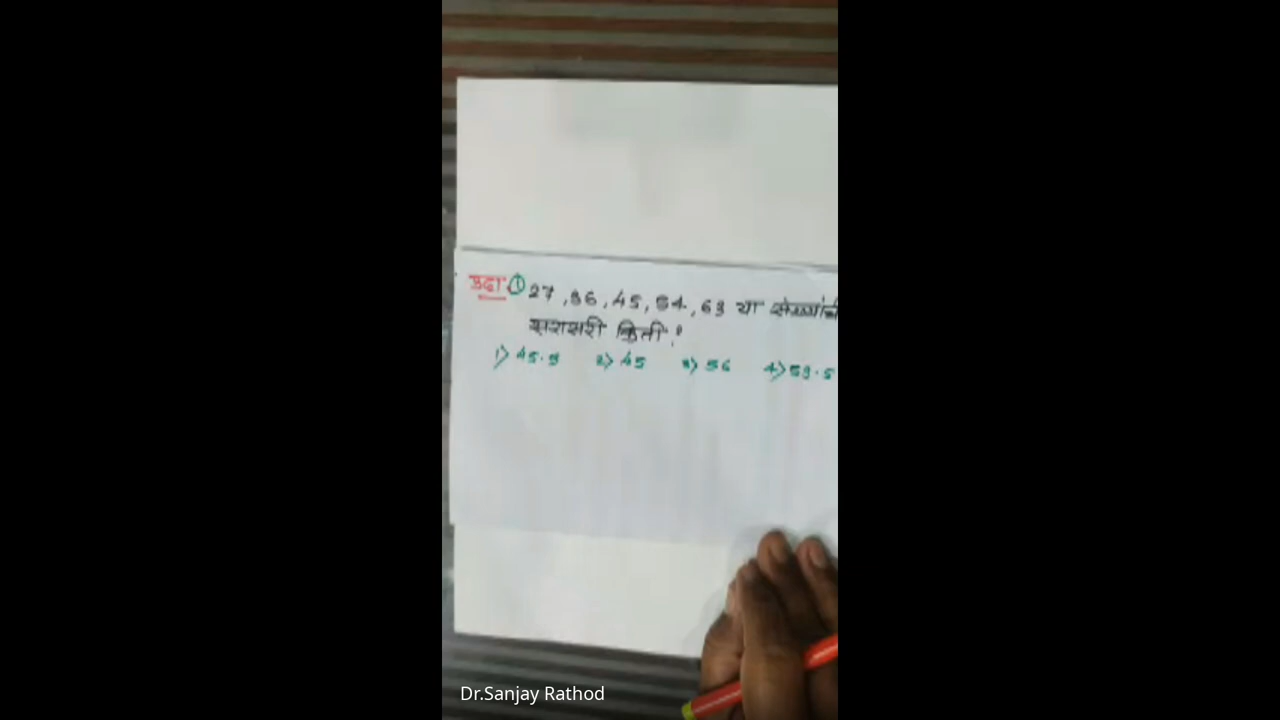 उदा. ① 27, 36, 45, 54, 63 या संख्यांची
सरासरी किती?
1) 45.5 2) 45 3) 56 4) 59.5
Dr.Sanjay Rathod